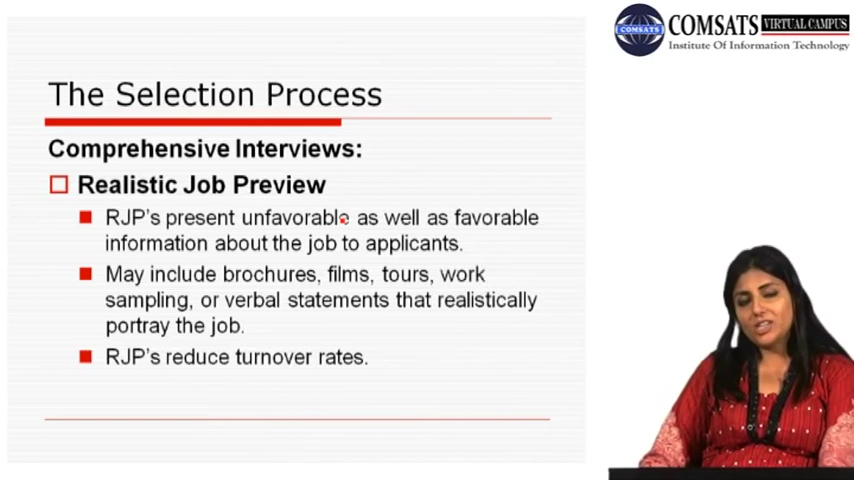 The Selection Process
Comprehensive Interviews:
Realistic Job Preview
RJP's present unfavorable as well as favorable
information about the job to applicants.
May include brochures, films, tours, work
sampling, or verbal statements that realistically
portray the job.
RJP's reduce turnover rates.
COMSATS
COMSATS VIRTUAL CAMPUS
Institute Of Information Technology